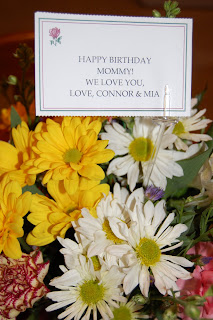 HAPPY BIRTHDAY
MOMMY!
WE LOVE YOU,
LOVE, CONNOR & MIA